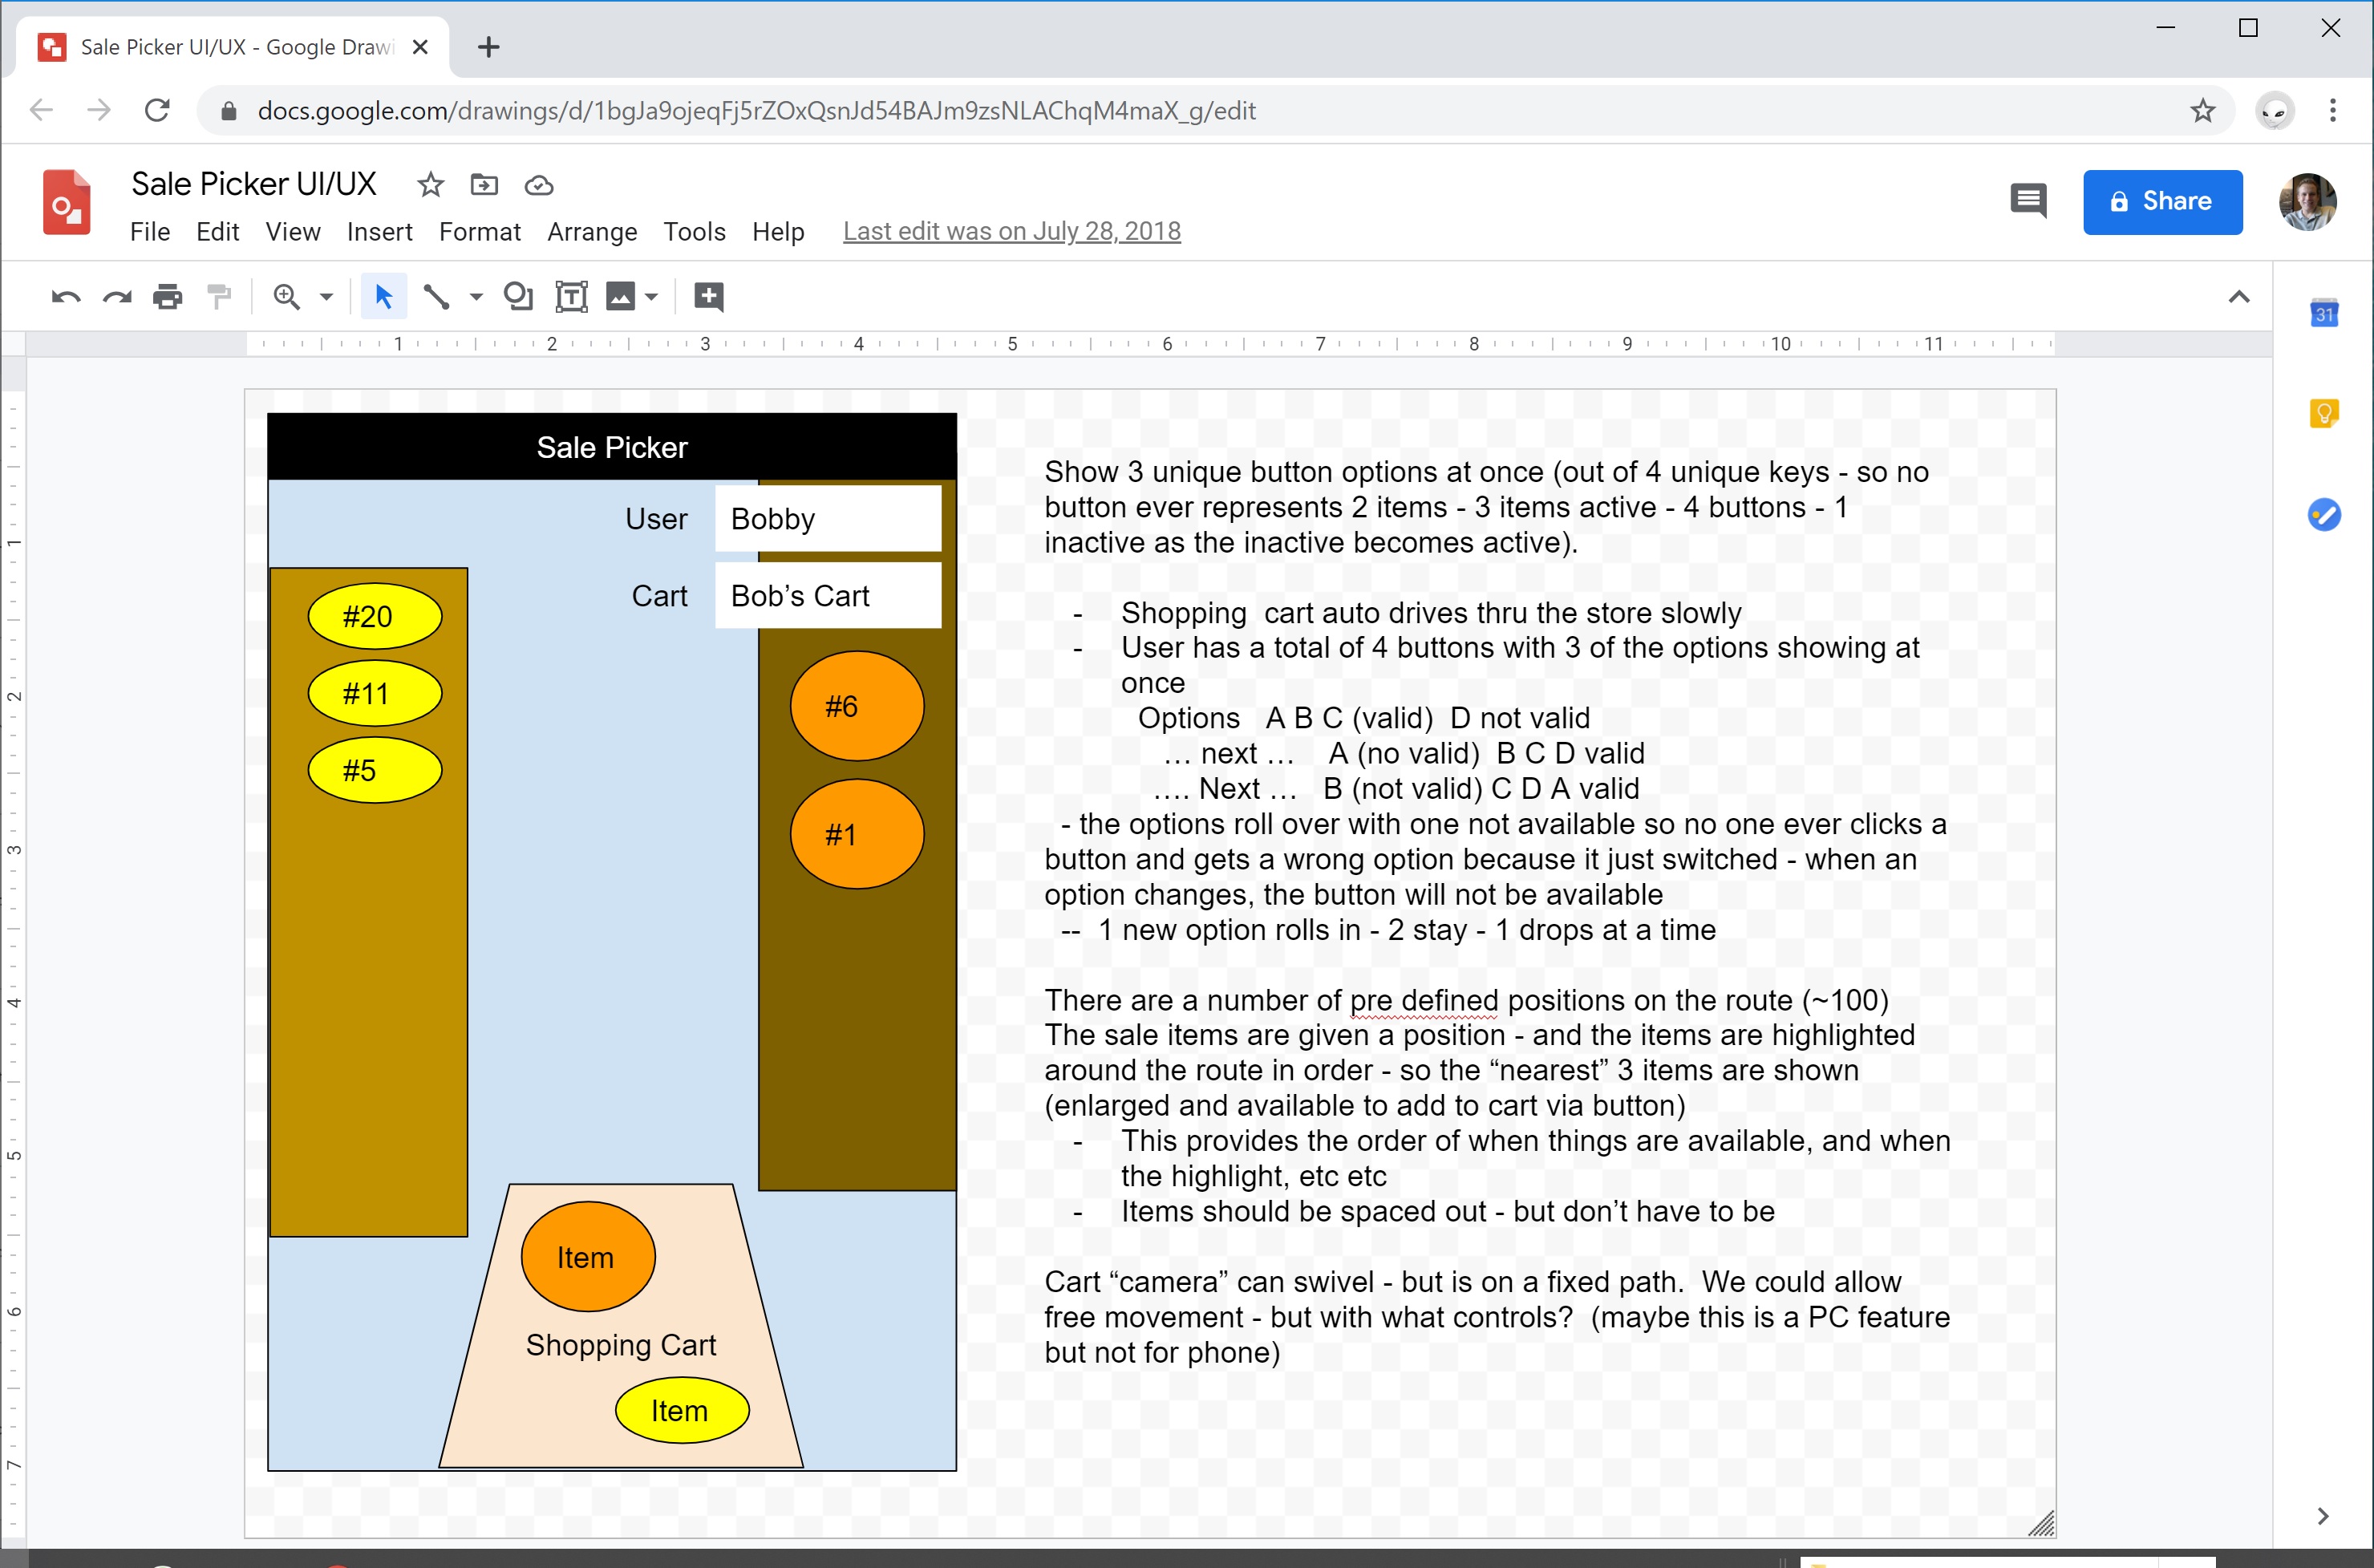 Sale Picker UI/UX - Google Drawi
docs.google.com/drawings/d/1bgJa9ojeqFj5rZOxQsnJd54BAJm9zsNLAChqM4maX_g/edit
Sale Picker UI/UX
File Edit View Insert Format Arrange Tools Help Last edit was on July 28, 2018
Share
31
1 2 3 4 5 6 7 8 9 10 11
1
2
3
4
5
6
7
Sale Picker
User Bobby
Cart Bob's Cart
#20
#11
#5
#6
#1
Item
Shopping Cart
Item
Show 3 unique button options at once (out of 4 unique keys - so no
button ever represents 2 items - 3 items active - 4 buttons - 1
inactive as the inactive becomes active).
- Shopping cart auto drives thru the store slowly
- User has a total of 4 buttons with 3 of the options showing at
once
Options A B C (valid) D not valid
… next … A (no valid) B C D valid
…. Next … B (not valid) C D A valid
- the options roll over with one not available so no one ever clicks a
button and gets a wrong option because it just switched - when an
option changes, the button will not be available
-- 1 new option rolls in - 2 stay - 1 drops at a time
There are a number of pre defined positions on the route (~100)
The sale items are given a position - and the items are highlighted
around the route in order - so the “nearest” 3 items are shown
(enlarged and available to add to cart via button)
- This provides the order of when things are available, and when
the highlight, etc etc
- Items should be spaced out - but don’t have to be
Cart “camera” can swivel - but is on a fixed path. We could allow
free movement - but with what controls? (maybe this is a PC feature
but not for phone)